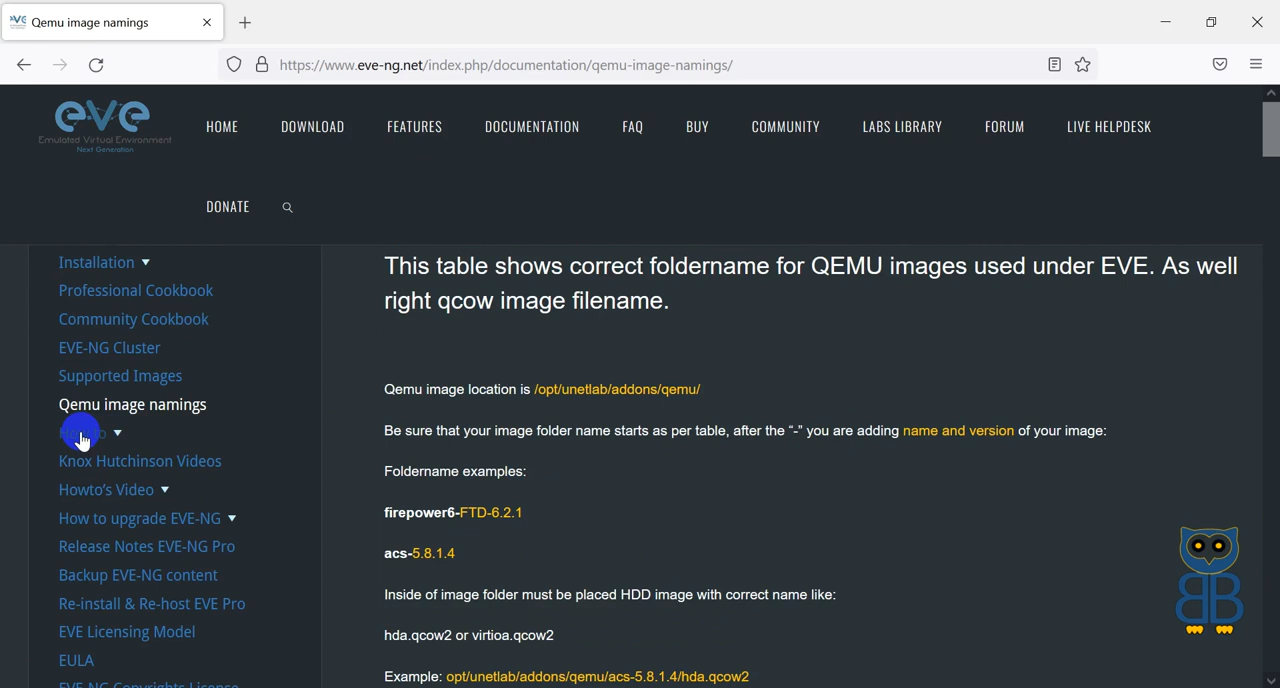 Qemu image namings
https://www.eve-ng.net/index.php/documentation/qemu-image-namings/
eve
Emulated Virtual Environment
Next Generation
HOME DOWNLOAD FEATURES DOCUMENTATION FAQ BUY COMMUNITY LABS LIBRARY FORUM LIVE HELPDESK
DONATE
Installation
Professional Cookbook
Community Cookbook
EVE-NG Cluster
Supported Images
Qemu image namings
Knox Hutchinson Videos
Howto's Video
How to upgrade EVE-NG
Release Notes EVE-NG Pro
Backup EVE-NG content
Re-install & Re-host EVE Pro
EVE Licensing Model
EULA
EVE-NG Copyrights License
This table shows correct foldername for QEMU images used under EVE. As well
right qcow image filename.
Qemu image location is /opt/unetlab/addons/qemu/
Be sure that your image folder name starts as per table, after the “-” you are adding name and version of your image:
Foldername examples:
firepower6-FTD-6.2.1
acs-5.8.1.4
Inside of image folder must be placed HDD image with correct name like:
hda.qcow2 or virtioa.qcow2
Example: opt/unetlab/addons/qemu/acs-5.8.1.4/hda.qcow2
BB